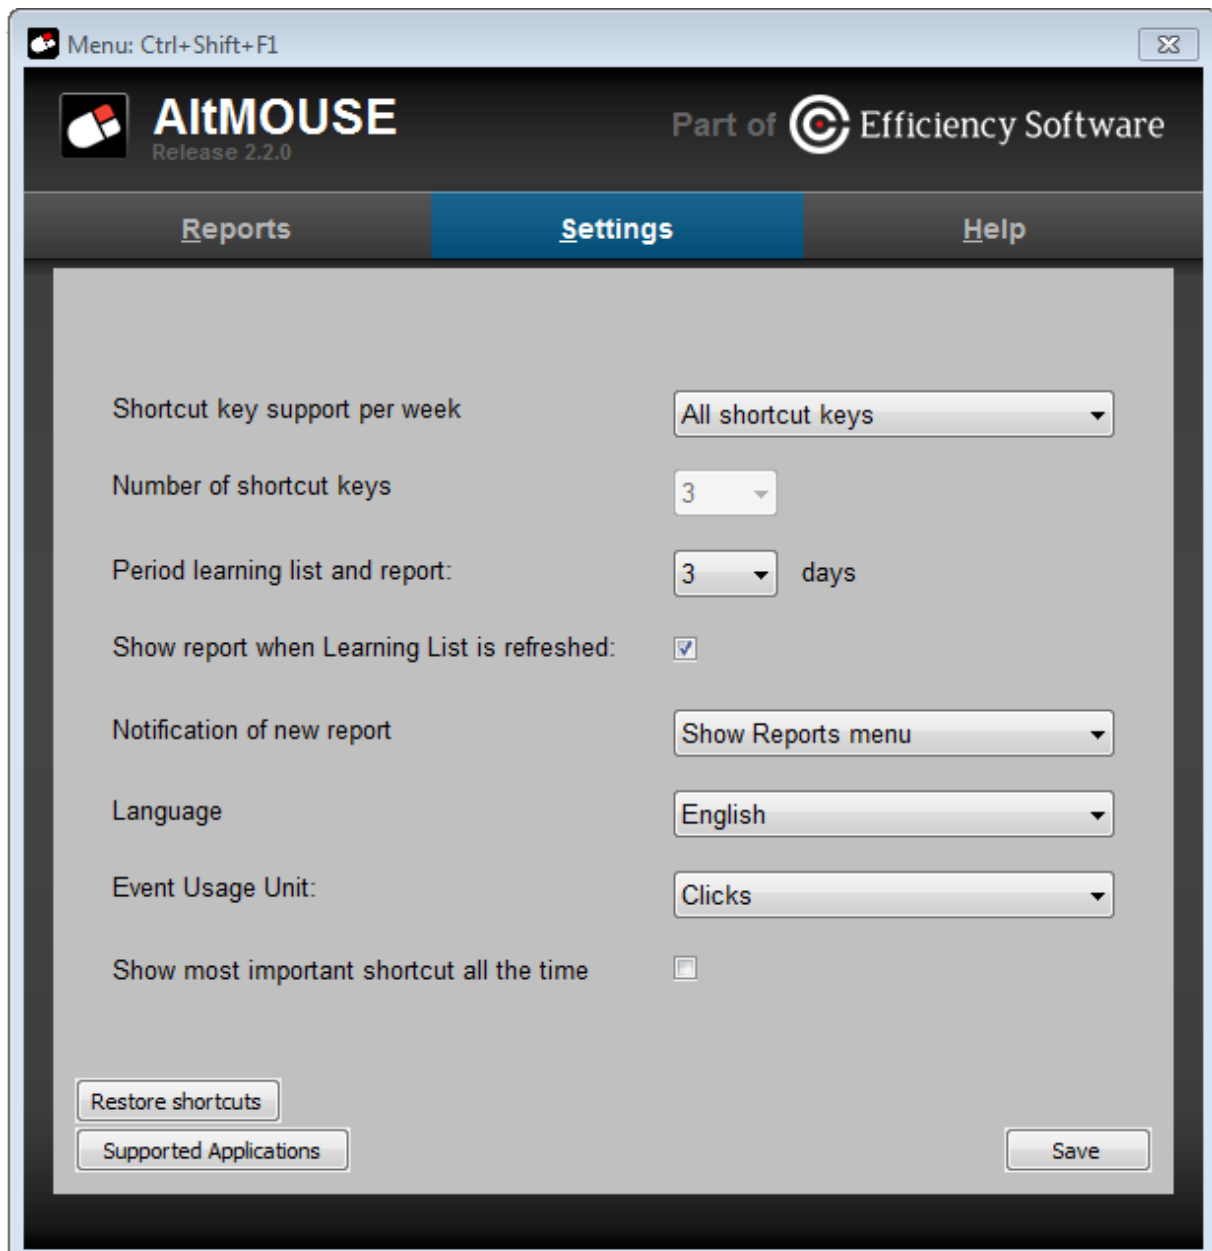 Menu: Ctrl+Shift+F1
AltMOUSE
Release 2.2.0
Part of Efficiency Software
Reports Settings Help
Shortcut key support per week All shortcut keys
Number of shortcut keys 3
Period learning list and report: 3 days
Show report when Learning List is refreshed:
Notification of new report Show Reports menu
Language English
Event Usage Unit: Clicks
Show most important shortcut all the time
Restore shortcuts
Supported Applications Save